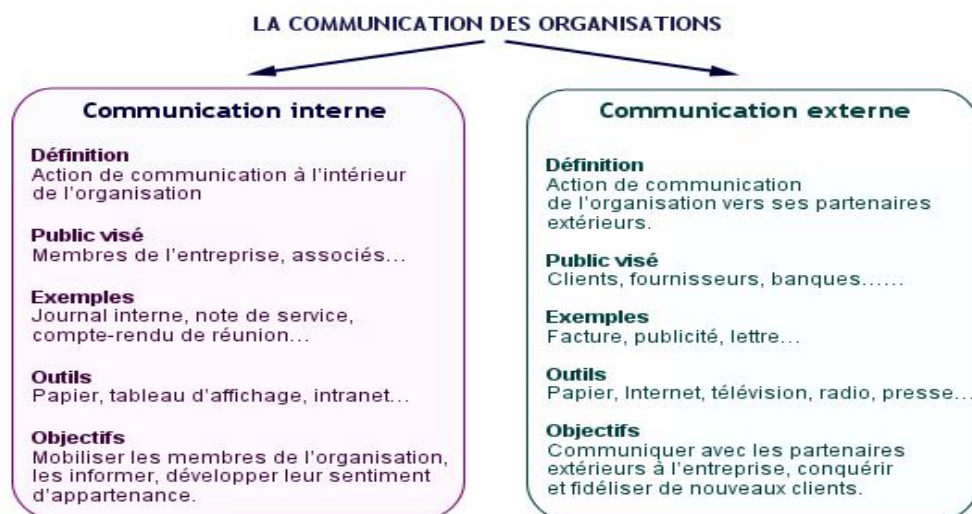 LA COMMUNICATION DES ORGANISATIONS
Communication interne
Définition
Action de communication à l'intérieur
de l'organisation
Public visé
Membres de l'entreprise, associés...
Exemples
Journal interne, note de service,
compte-rendu de réunion...
Outils
Papier, tableau d'affichage, intranet...
Objectifs
Mobiliser les membres de l'organisation,
les informer, développer leur sentiment
d'appartenance.
Communication externe
Définition
Action de communication
de l'organisation vers ses partenaires
extérieurs.
Public visé
Clients, fournisseurs, banques......
Exemples
Facture, publicité, lettre...
Outils
Papier, Internet, télévision, radio, presse...
Objectifs
Communiquer avec les partenaires
extérieurs à l'entreprise, conquérir
et fidéliser de nouveaux clients.